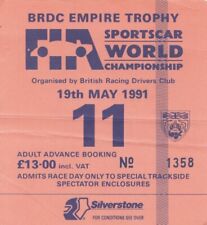 BRDC EMPIRE TROPHY
FIA SPORTSCAR
WORLD
CHAMPIONSHIP
Organised by British Racing Drivers Club
19th MAY 1991
11
ADULT ADVANCE BOOKING
£13·00 incl. VAT
No 1358
ADMITS RACE DAY ONLY TO SPECIAL TRACKSIDE
SPECTATOR ENCLOSURES
Silverstone
FOR CONDITIONS SEE OVER